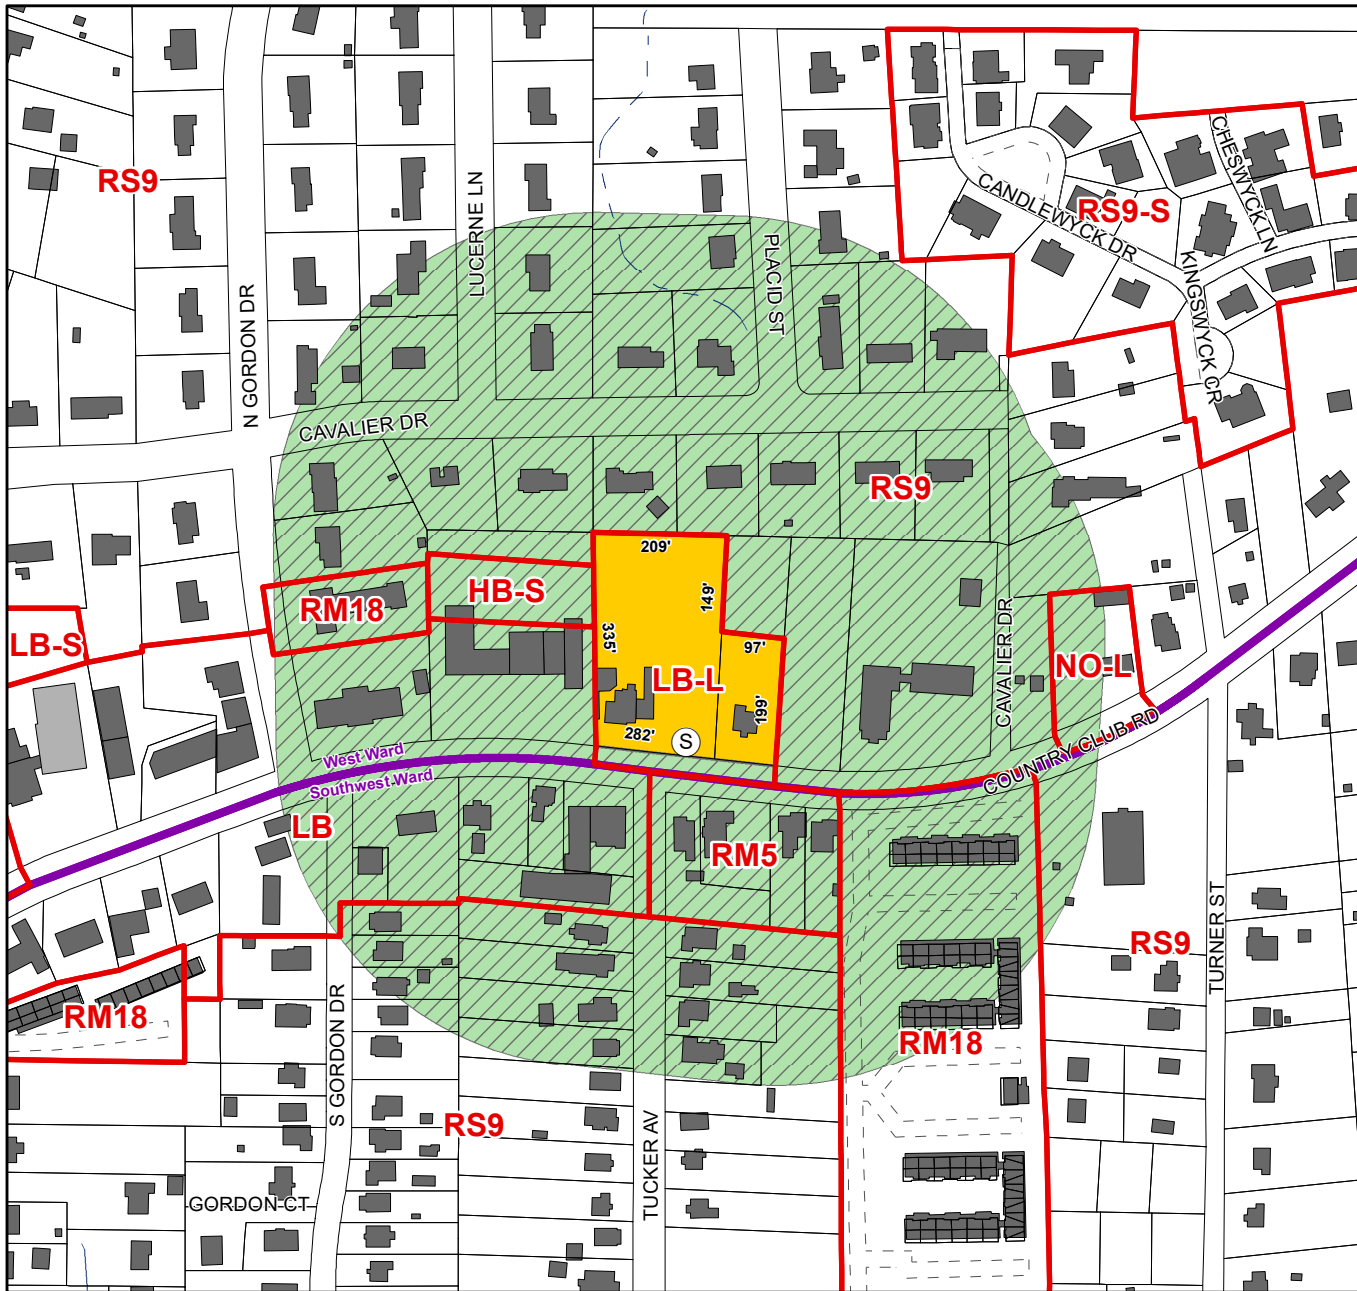 CHESWYCK LN
RS9
LUCERNE LN
CANDLEWYCK DR
RS9-S
PLACID ST
KINGSWYCK CR
N GORDON DR
CAVALIER DR
RS9
209'
149'
HB-S
RM18
335'
97'
LB-S
LB-L
CAVALIER DR
NO-L
199'
282'
S
COUNTRY CLUB RD
West Ward
Southwest Ward
LB
RM5
TURNER ST
RS9
RM18
RM18
S GORDON DR
RS9
TUCKER AV
GORDON CT